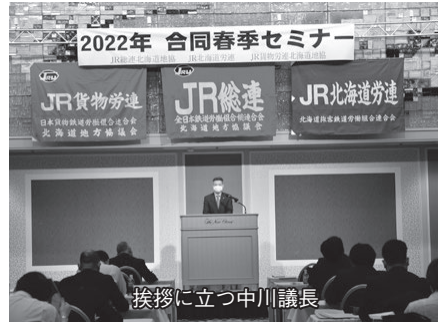 2022年 合同春季セミナー
JR総連北海道地協 JR北海道労連 JR貨物労連北海道地協
JR貨物労連
日本貨物鉄道労働組合連合会
北海道地方協議会
JR総連
全日本鉄道労働組合総連合会
北海道地方協議会
JR北海道労連
北海道旅客鉄道労働組合連合会
挨拶に立つ中川議長